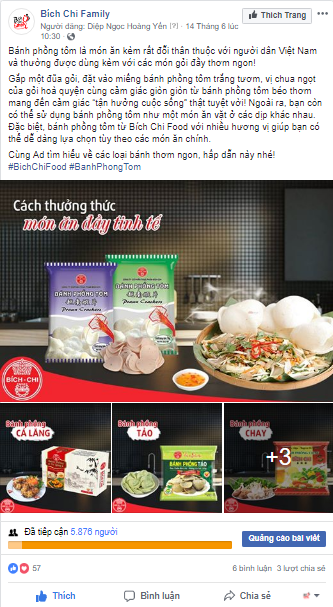 Bích Chi Family
Thích Trang
Người đăng: Diệp Ngọc Hoàng Yến [?] · 14 Tháng 6 lúc
10:30
Bánh phồng tôm là món ăn kèm rất đỗi thân thuộc với người dân Việt Nam
và thường được dùng kèm với các món gỏi đầy thơm ngon!
Gắp một đũa gỏi, đặt vào miếng bánh phồng tôm trắng tươm, vị chua ngọt
của gỏi hoà quyện cùng cảm giác giòn giòn từ bánh phồng tôm béo thơm
mang đến cảm giác “tận hưởng cuộc sống” thật tuyệt vời! Ngoài ra, bạn còn
có thể sử dụng bánh phồng tôm như một món ăn vặt ở các dịp khác nhau.
Đặc biệt, bánh phồng tôm từ Bích Chi Food với nhiều hương vị giúp bạn có
thể dễ dàng lựa chọn tùy theo các món ăn chính.
Cùng Ad tìm hiểu về các loại bánh thơm ngon, hấp dẫn này nhé!
#BichChiFood #BanhPhongTom
Cách thưởng thức
món ăn đầy tinh tế
BÁNH PHỒNG TÔM
Prawn Crackers
BÁNH PHỒNG TÔM
Prawn Crackers
BÍCH-CHI
Bánh phồng
CÁ LĂNG
Bánh phồng
TẢO
BÁNH PHỒNG TẢO
Bánh phồng
CHAY
+3
Đã tiếp cận 5.876 người
Quảng cáo bài viết
57
6 bình luận 3 lượt chia sẻ
Thích
Bình luận
Chia sẻ